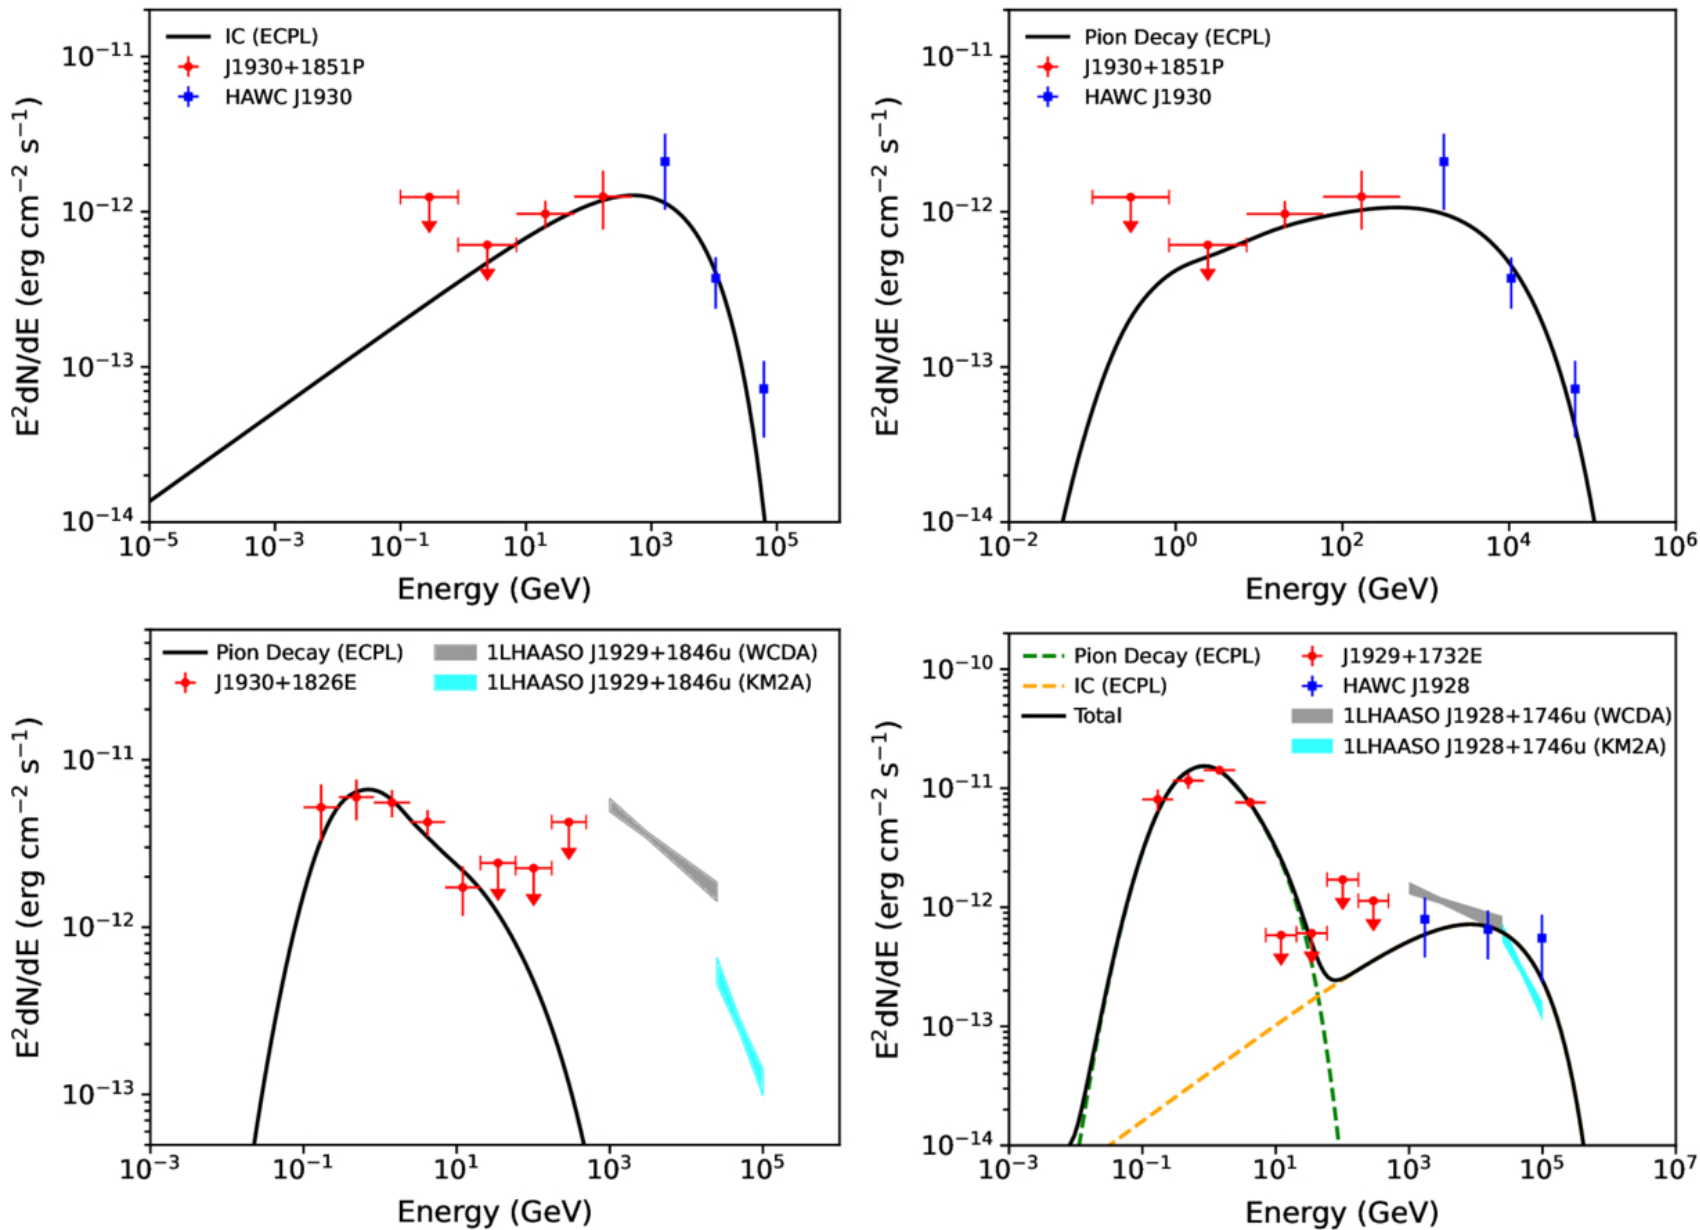 IC (ECPL)
J1930+1851P
HAWC J1930
10⁻¹¹
10⁻¹²
10⁻¹³
10⁻¹⁴
E²dN/dE (erg cm⁻² s⁻¹)
10⁻⁵ 10⁻³ 10⁻¹ 10¹ 10³ 10⁵
Energy (GeV)
Pion Decay (ECPL)
J1930+1851P
HAWC J1930
10⁻¹¹
10⁻¹²
10⁻¹³
10⁻¹⁴
E²dN/dE (erg cm⁻² s⁻¹)
10⁻² 10⁰ 10² 10⁴ 10⁶
Energy (GeV)
Pion Decay (ECPL)
J1930+1826E
1LHAASO J1929+1846u (WCDA)
1LHAASO J1929+1846u (KM2A)
10⁻¹¹
10⁻¹²
10⁻¹³
E²dN/dE (erg cm⁻² s⁻¹)
10⁻³ 10⁻¹ 10¹ 10³ 10⁵
Energy (GeV)
Pion Decay (ECPL)
IC (ECPL)
Total
J1929+1732E
HAWC J1928
1LHAASO J1928+1746u (WCDA)
1LHAASO J1928+1746u (KM2A)
10⁻¹⁰
10⁻¹¹
10⁻¹²
10⁻¹³
10⁻¹⁴
E²dN/dE (erg cm⁻² s⁻¹)
10⁻³ 10⁻¹ 10¹ 10³ 10⁵ 10⁷
Energy (GeV)